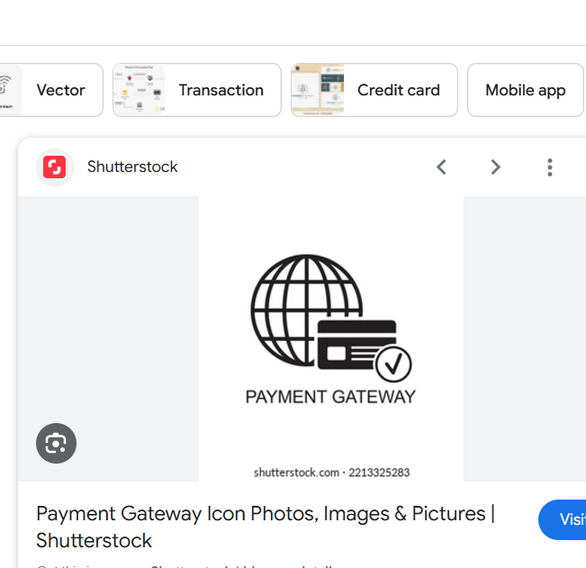 Vector
Transaction
Credit card
Mobile app
Shutterstock
PAYMENT GATEWAY
shutterstock.com · 2213325283
Payment Gateway Icon Photos, Images & Pictures |
Shutterstock
Visi